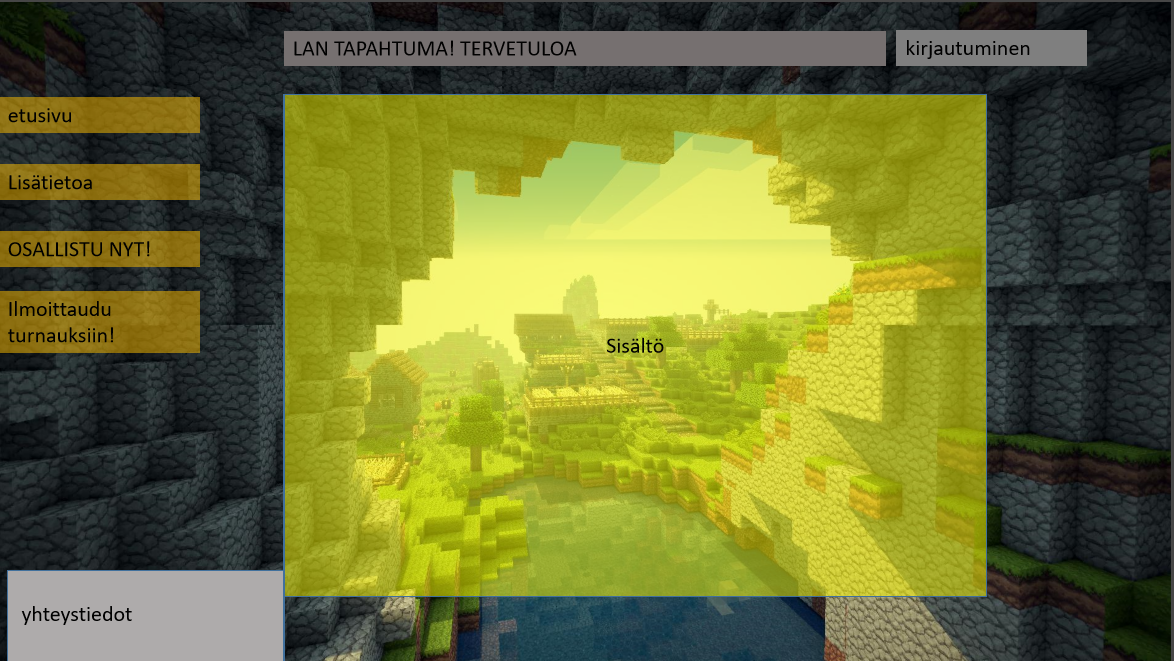 LAN TAPAHTUMA! TERVETULOA
kirjautuminen
etusivu
Lisätietoa
OSALLISTU NYT!
Ilmoittaudu
turnauksiin!
Sisältö
yhteystiedot